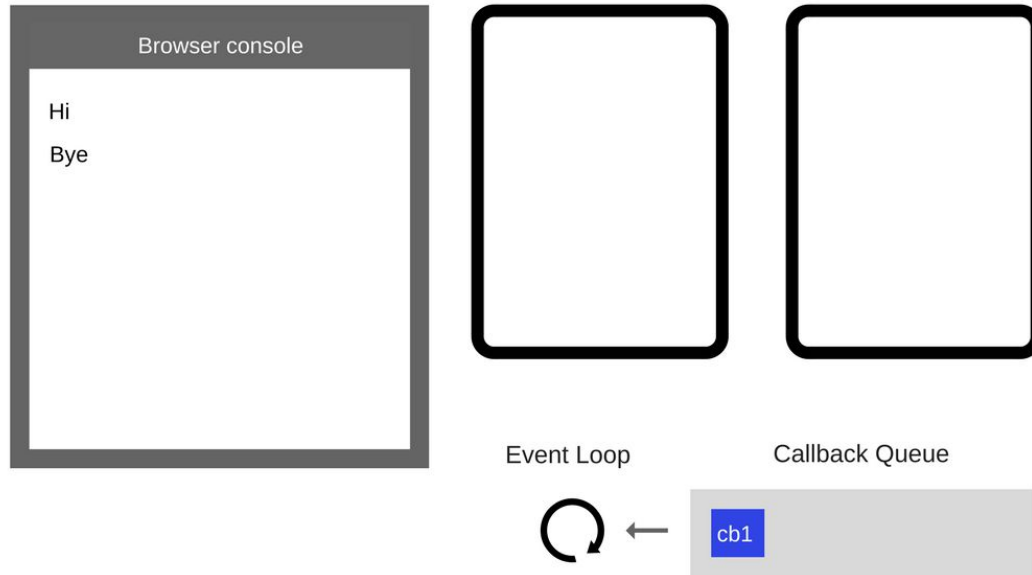 Browser console
Hi
Bye
Event Loop
Callback Queue
cb1